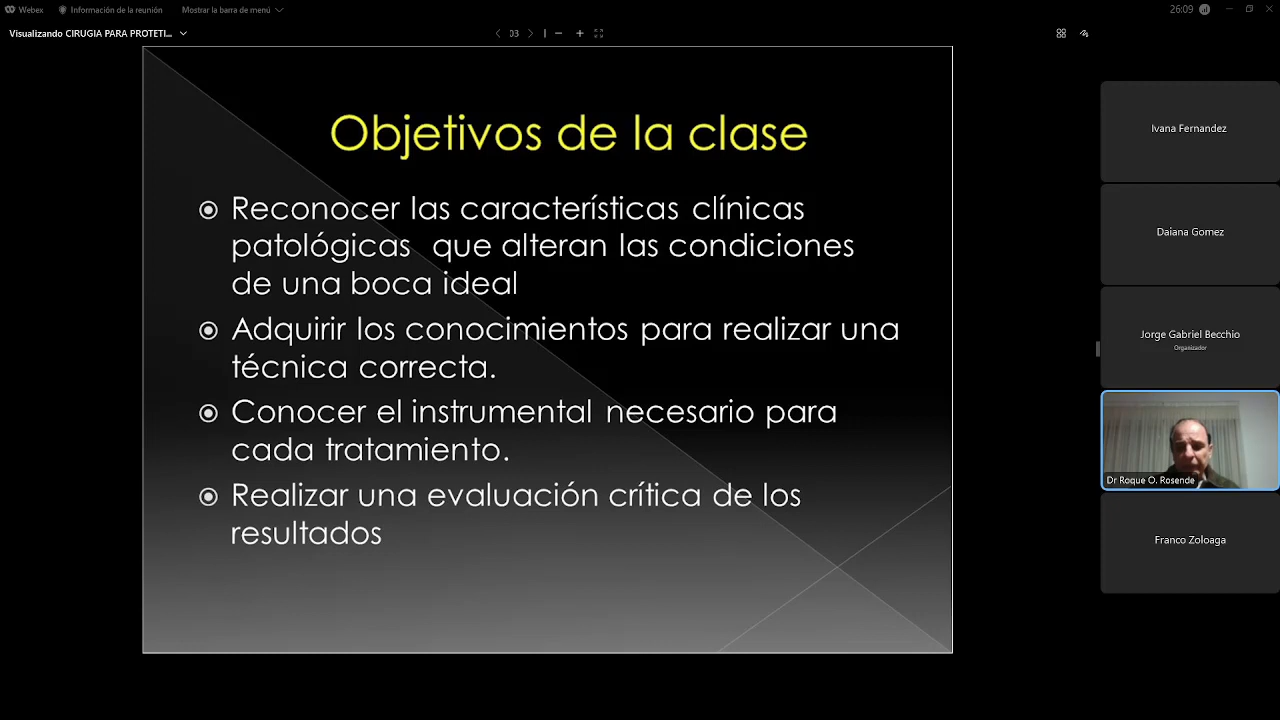 Webex
Información de la reunión
Mostrar la barra de menú
26:09
Visualizando CIRUGIA PARA PROTETI...
03
Objetivos de la clase
Reconocer las características clínicas
patológicas que alteran las condiciones
de una boca ideal
Adquirir los conocimientos para realizar una
técnica correcta.
Conocer el instrumental necesario para
cada tratamiento.
Realizar una evaluación crítica de los
resultados
Ivana Fernandez
Daiana Gomez
Jorge Gabriel Becchio
Organizador
Dr Roque O. Rosende
Franco Zoloaga